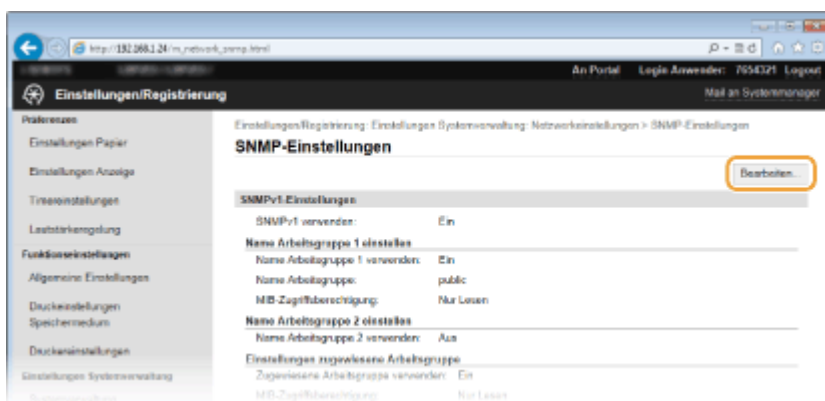 http://192.168.1.24/m_network_snmp.html
An Portal Login Anwender: 7654321 Logout
Einstellungen/Registrierung
Mail an Systemmanager
Präferenzen
Einstellungen Papier
Einstellungen Anzeige
Timereinstellungen
Lautstärkeregelung
Funktionseinstellungen
Allgemeine Einstellungen
Druckeinstellungen
Speichermedium
Druckereinstellungen
Einstellungen Systemverwaltung
Systemverwaltung
Einstellungen/Registrierung: Einstellungen Systemverwaltung: Netzwerkeinstellungen > SNMP-Einstellungen
SNMP-Einstellungen
Bearbeiten...
SNMPv1-Einstellungen
SNMPv1 verwenden: Ein
Name Arbeitsgruppe 1 einstellen
Name Arbeitsgruppe 1 verwenden: Ein
Name Arbeitsgruppe: public
MIB-Zugriffsberechtigung: Nur Lesen
Name Arbeitsgruppe 2 einstellen
Name Arbeitsgruppe 2 verwenden: Aus
Einstellungen zugewiesene Arbeitsgruppe
Zugewiesene Arbeitsgruppe verwenden: Ein
MIB-Zugriffsberechtigung: Nur Lesen